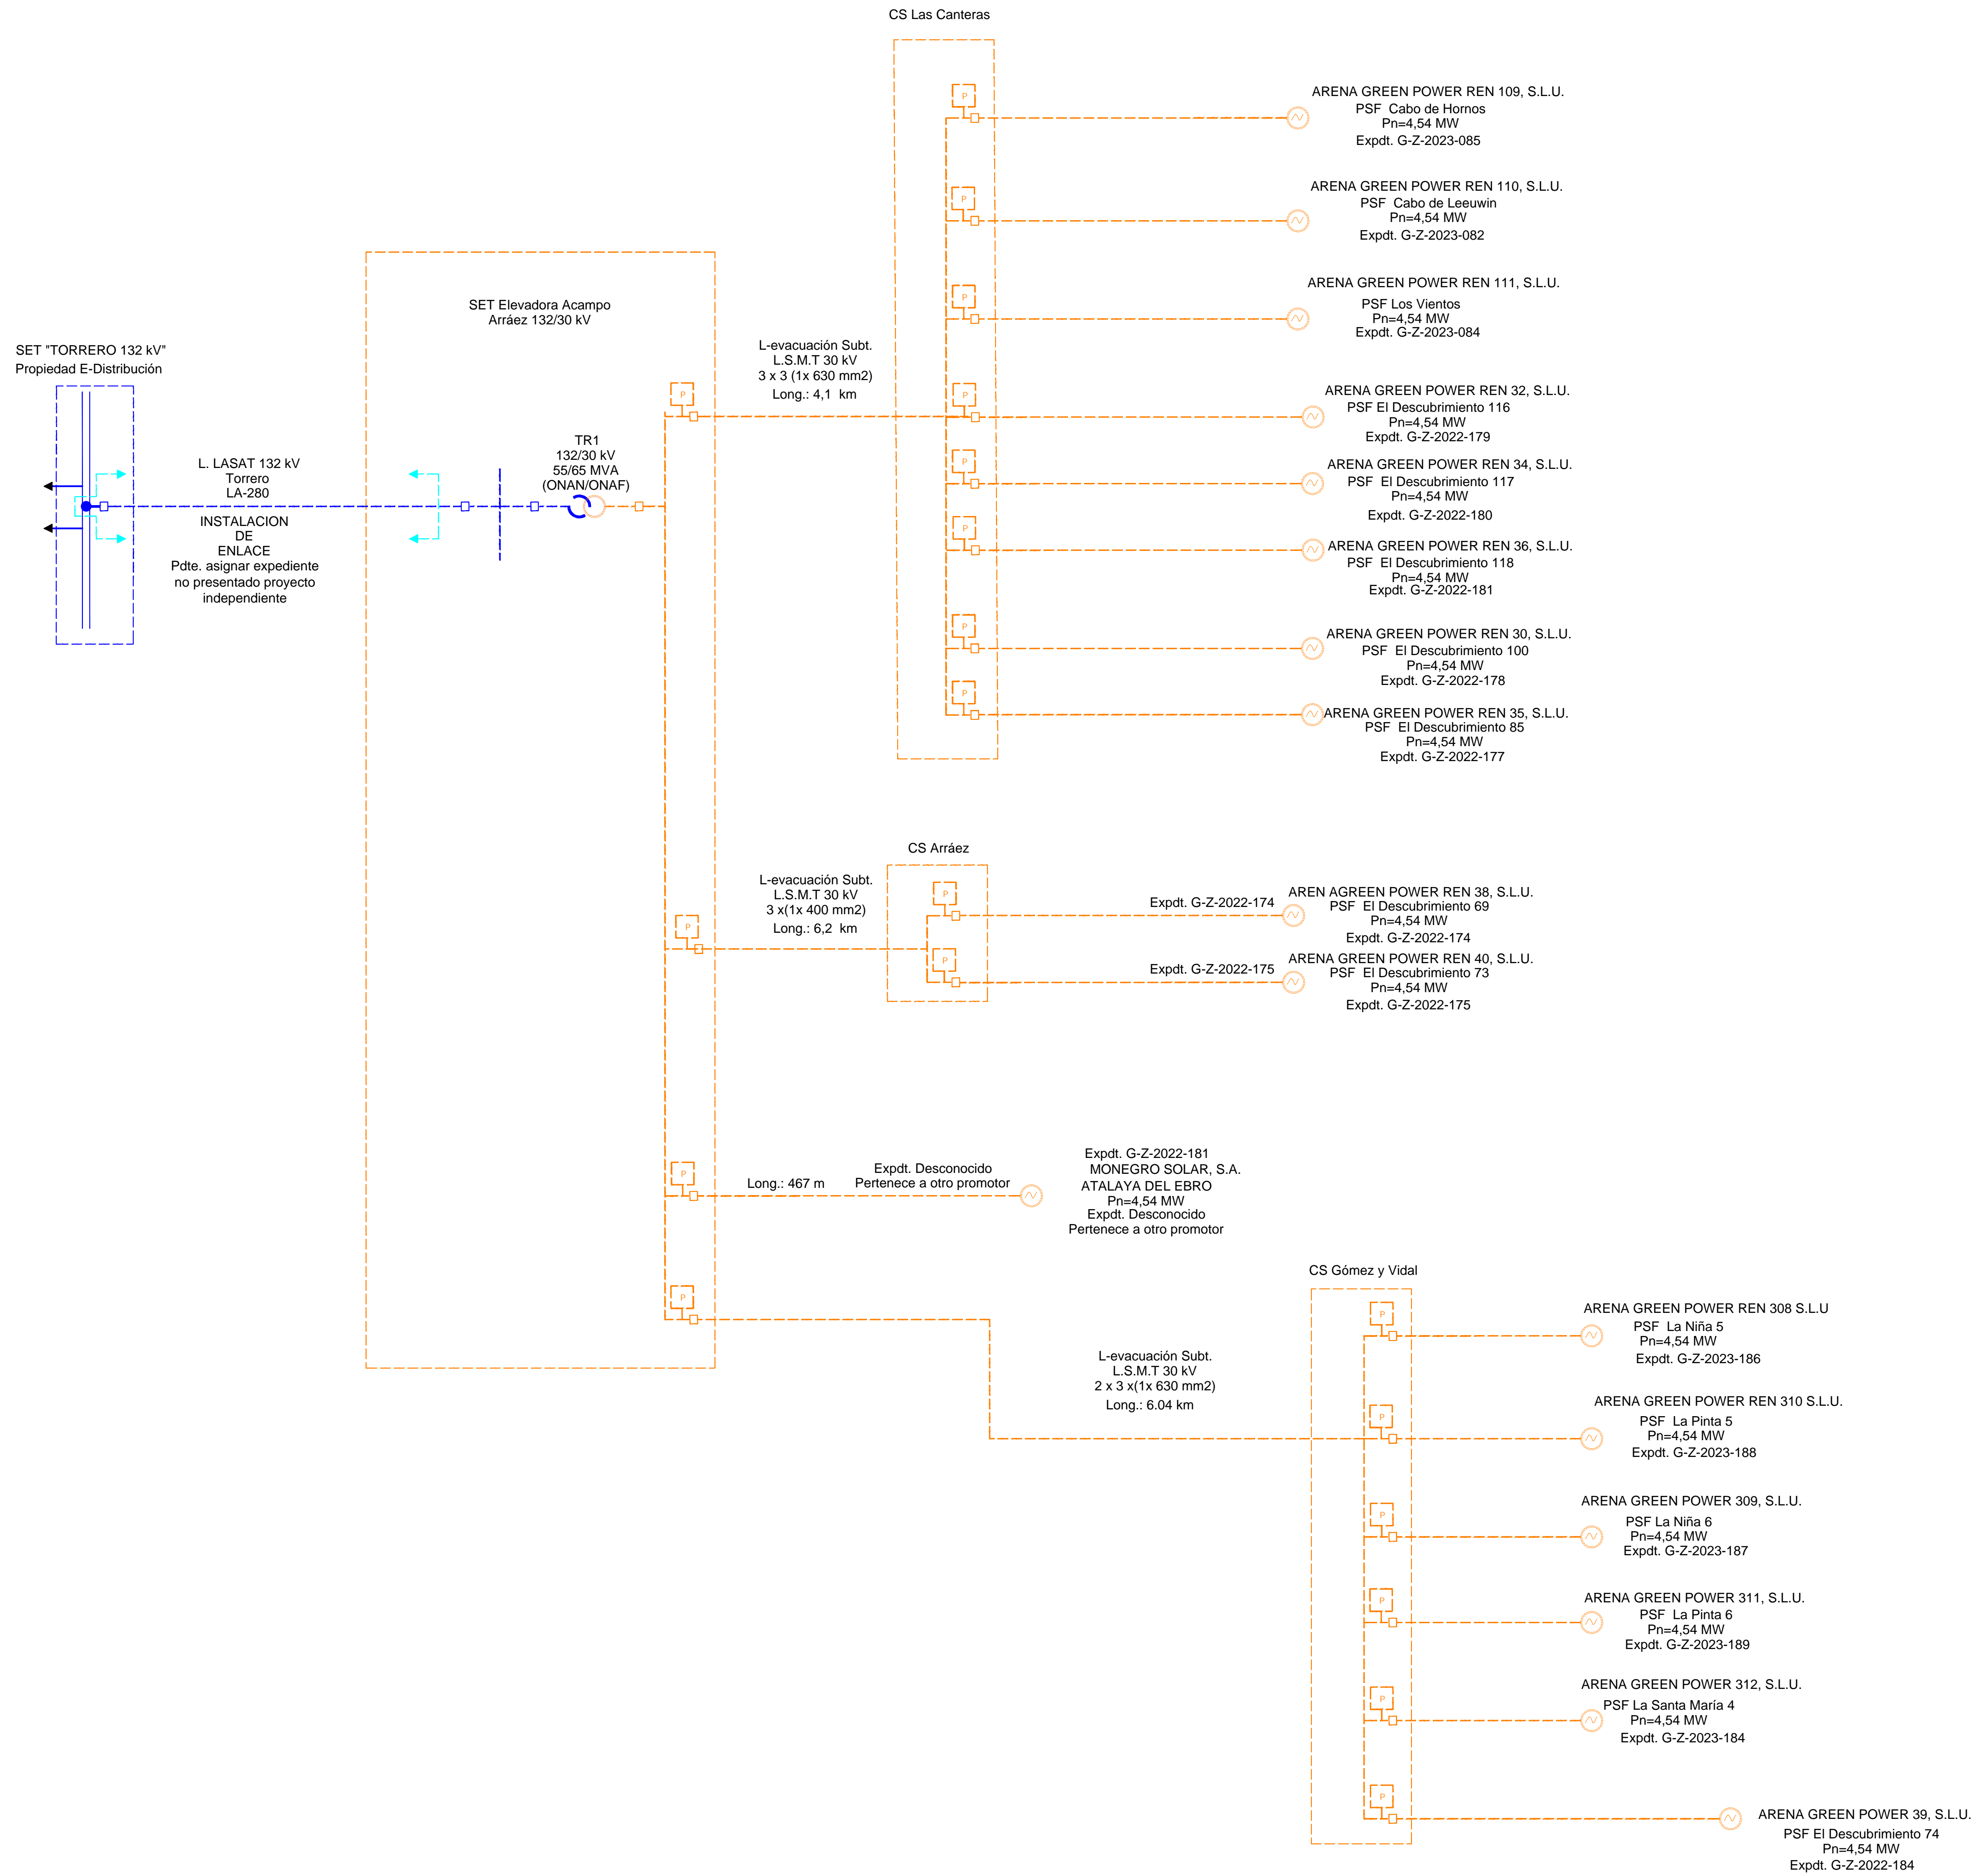 CS Las Canteras
ARENA GREEN POWER REN 109, S.L.U.
PSF Cabo de Hornos
Pn=4,54 MW
Expdt. G-Z-2023-085
P
ARENA GREEN POWER REN 110, S.L.U.
PSF Cabo de Leeuwin
Pn=4,54 MW
Expdt. G-Z-2023-082
P
ARENA GREEN POWER REN 111, S.L.U.
PSF Los Vientos
Pn=4,54 MW
Expdt. G-Z-2023-084
P
SET Elevadora Acampo
Arráez 132/30 kV
SET "TORRERO 132 kV"
Propiedad E-Distribución
L-evacuación Subt.
L.S.M.T 30 kV
3 x 3 (1x 630 mm2)
Long.: 4,1 km
P
P
ARENA GREEN POWER REN 32, S.L.U.
PSF El Descubrimiento 116
Pn=4,54 MW
Expdt. G-Z-2022-179
L. LASAT 132 kV
Torrero
LA-280
INSTALACION
DE
ENLACE
Pdte. asignar expediente
no presentado proyecto
independiente
TR1
132/30 kV
55/65 MVA
(ONAN/ONAF)
P
ARENA GREEN POWER REN 34, S.L.U.
PSF El Descubrimiento 117
Pn=4,54 MW
Expdt. G-Z-2022-180
P
ARENA GREEN POWER REN 36, S.L.U.
PSF El Descubrimiento 118
Pn=4,54 MW
Expdt. G-Z-2022-181
P
ARENA GREEN POWER REN 30, S.L.U.
PSF El Descubrimiento 100
Pn=4,54 MW
Expdt. G-Z-2022-178
P
ARENA GREEN POWER REN 35, S.L.U.
PSF El Descubrimiento 85
Pn=4,54 MW
Expdt. G-Z-2022-177
CS Arráez
L-evacuación Subt.
L.S.M.T 30 kV
3 x(1x 400 mm2)
Long.: 6,2 km
P
P
Expdt. G-Z-2022-174
AREN AGREEN POWER REN 38, S.L.U.
PSF El Descubrimiento 69
Pn=4,54 MW
Expdt. G-Z-2022-174
P
Expdt. G-Z-2022-175
ARENA GREEN POWER REN 40, S.L.U.
PSF El Descubrimiento 73
Pn=4,54 MW
Expdt. G-Z-2022-175
P
Long.: 467 m
Expdt. Desconocido
Pertenece a otro promotor
Expdt. G-Z-2022-181
MONEGRO SOLAR, S.A.
ATALAYA DEL EBRO
Pn=4,54 MW
Expdt. Desconocido
Pertenece a otro promotor
P
CS Gómez y Vidal
L-evacuación Subt.
L.S.M.T 30 kV
2 x 3 x(1x 630 mm2)
Long.: 6.04 km
P
ARENA GREEN POWER REN 308 S.L.U
PSF La Niña 5
Pn=4,54 MW
Expdt. G-Z-2023-186
P
ARENA GREEN POWER REN 310 S.L.U.
PSF La Pinta 5
Pn=4,54 MW
Expdt. G-Z-2023-188
P
ARENA GREEN POWER 309, S.L.U.
PSF La Niña 6
Pn=4,54 MW
Expdt. G-Z-2023-187
P
ARENA GREEN POWER 311, S.L.U.
PSF La Pinta 6
Pn=4,54 MW
Expdt. G-Z-2023-189
P
ARENA GREEN POWER 312, S.L.U.
PSF La Santa María 4
Pn=4,54 MW
Expdt. G-Z-2023-184
P
ARENA GREEN POWER 39, S.L.U.
PSF El Descubrimiento 74
Pn=4,54 MW
Expdt. G-Z-2022-184